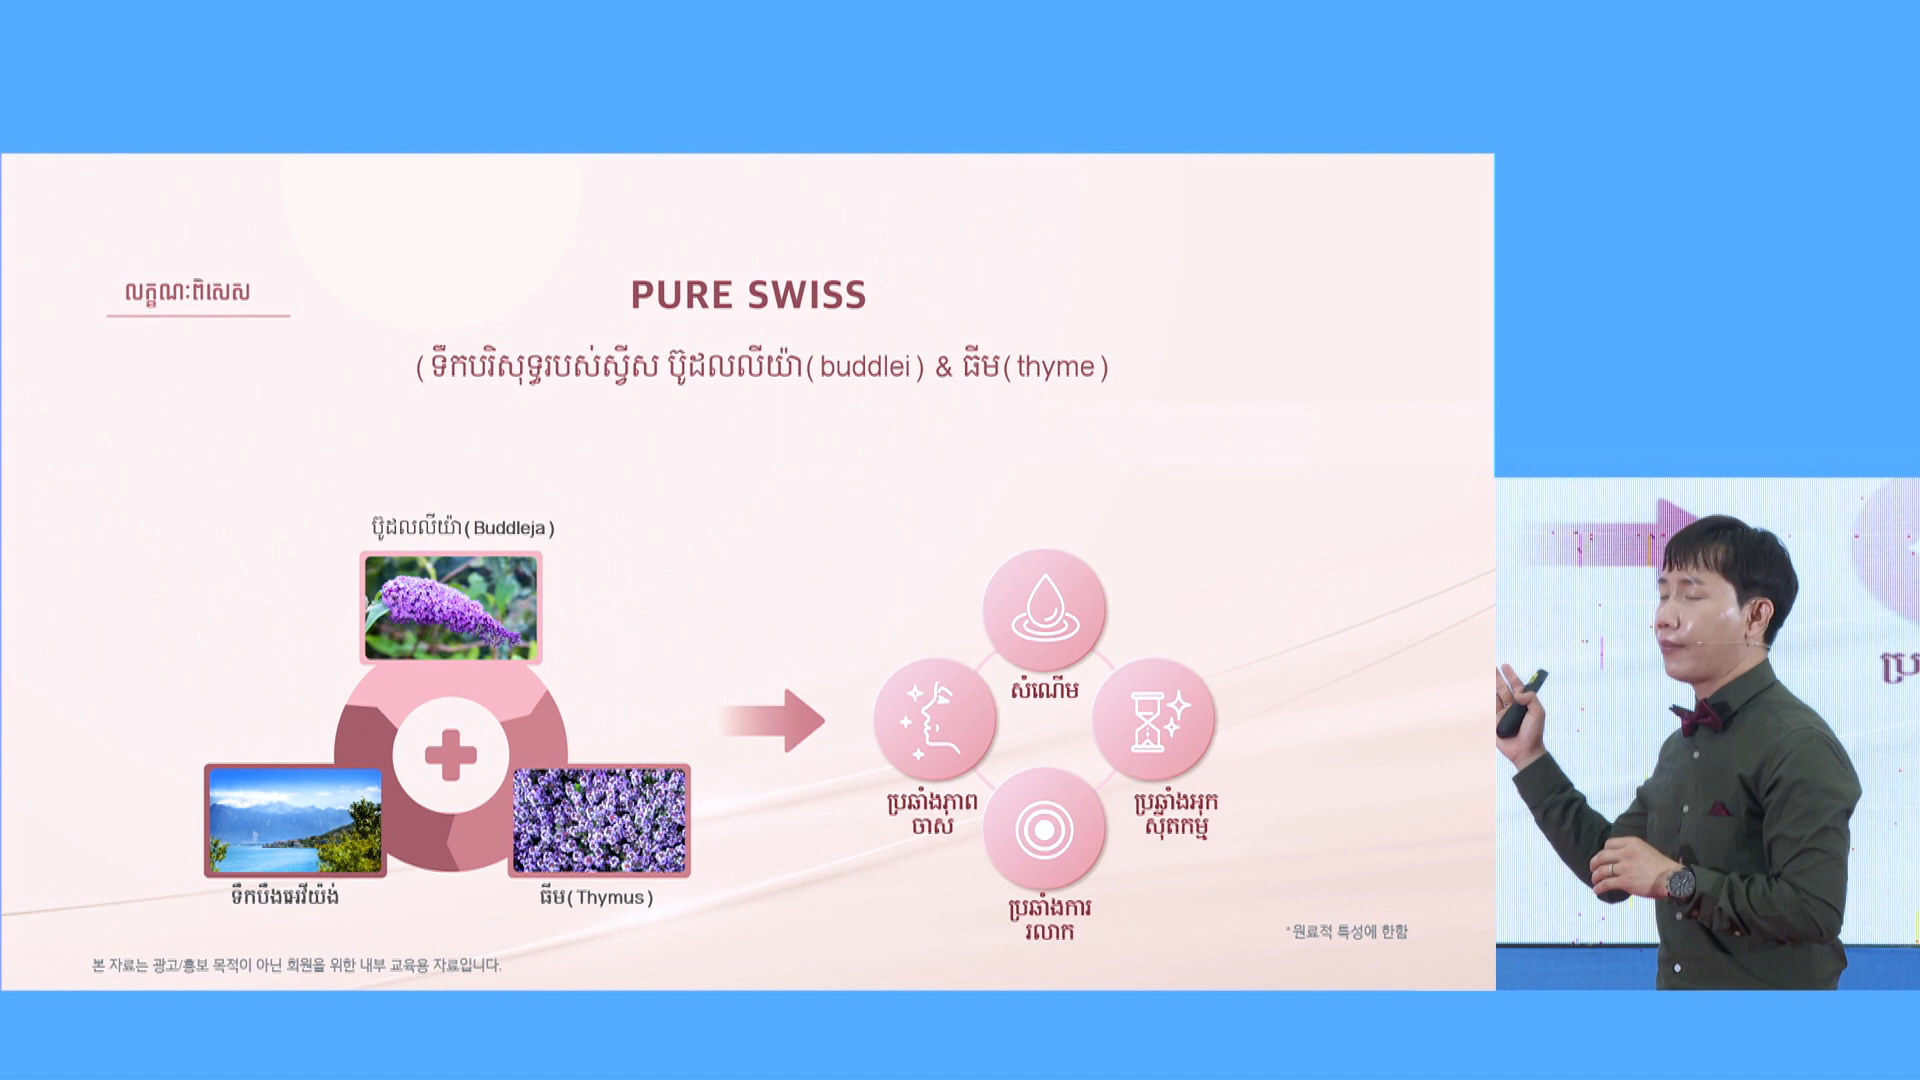 លក្ខណៈពិសេស
PURE SWISS
(ទឹកបរិសុទ្ធរបស់ស្វីស ប៊ូដលលីយ៉ា(buddlei) & ធីម(thyme)
ប៊ូដលលីយ៉ា(Buddleja)
ទឹកបឹងអេវីយ៉ង់
ធីម(Thymus)
សំណើម
ប្រឆាំងភាព
ចាស់
ប្រឆាំងអុក
ស៊ីតកម្ម
ប្រឆាំងការ
រលាក
*원료적 특성에 한함
본 자료는 광고/홍보 목적이 아닌 회원을 위한 내부 교육용 자료입니다.